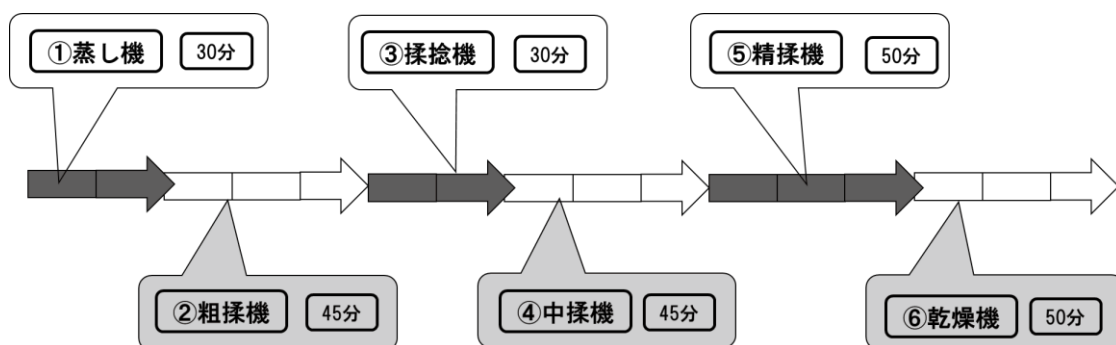 ①蒸し機 30分
③揉捻機 30分
⑤精揉機 50分
②粗揉機 45分
④中揉機 45分
⑥乾燥機 50分